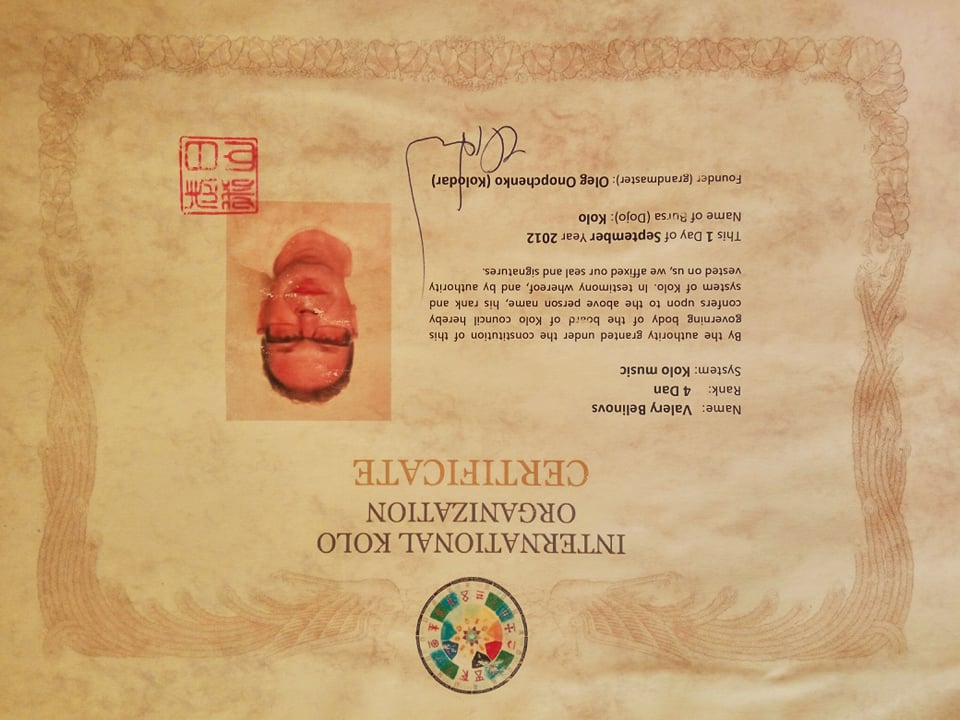 INTERNATIONAL KOLO
ORGANIZATION
CERTIFICATE
Name: Valery Belinovs
Rank: 4 Dan
System: Kolo music
By the authority granted under the constitution of this
governing body of the board of Kolo council hereby
confers upon to the above person name, his rank and
system of Kolo. In testimony whereof, and by authority
vested on us, we affixed our seal and signatures.
This 1 Day of September Year 2012
Name of Bursa (Dojo): Kolo
Founder (grandmaster): Oleg Onopchenko (Kolodar)